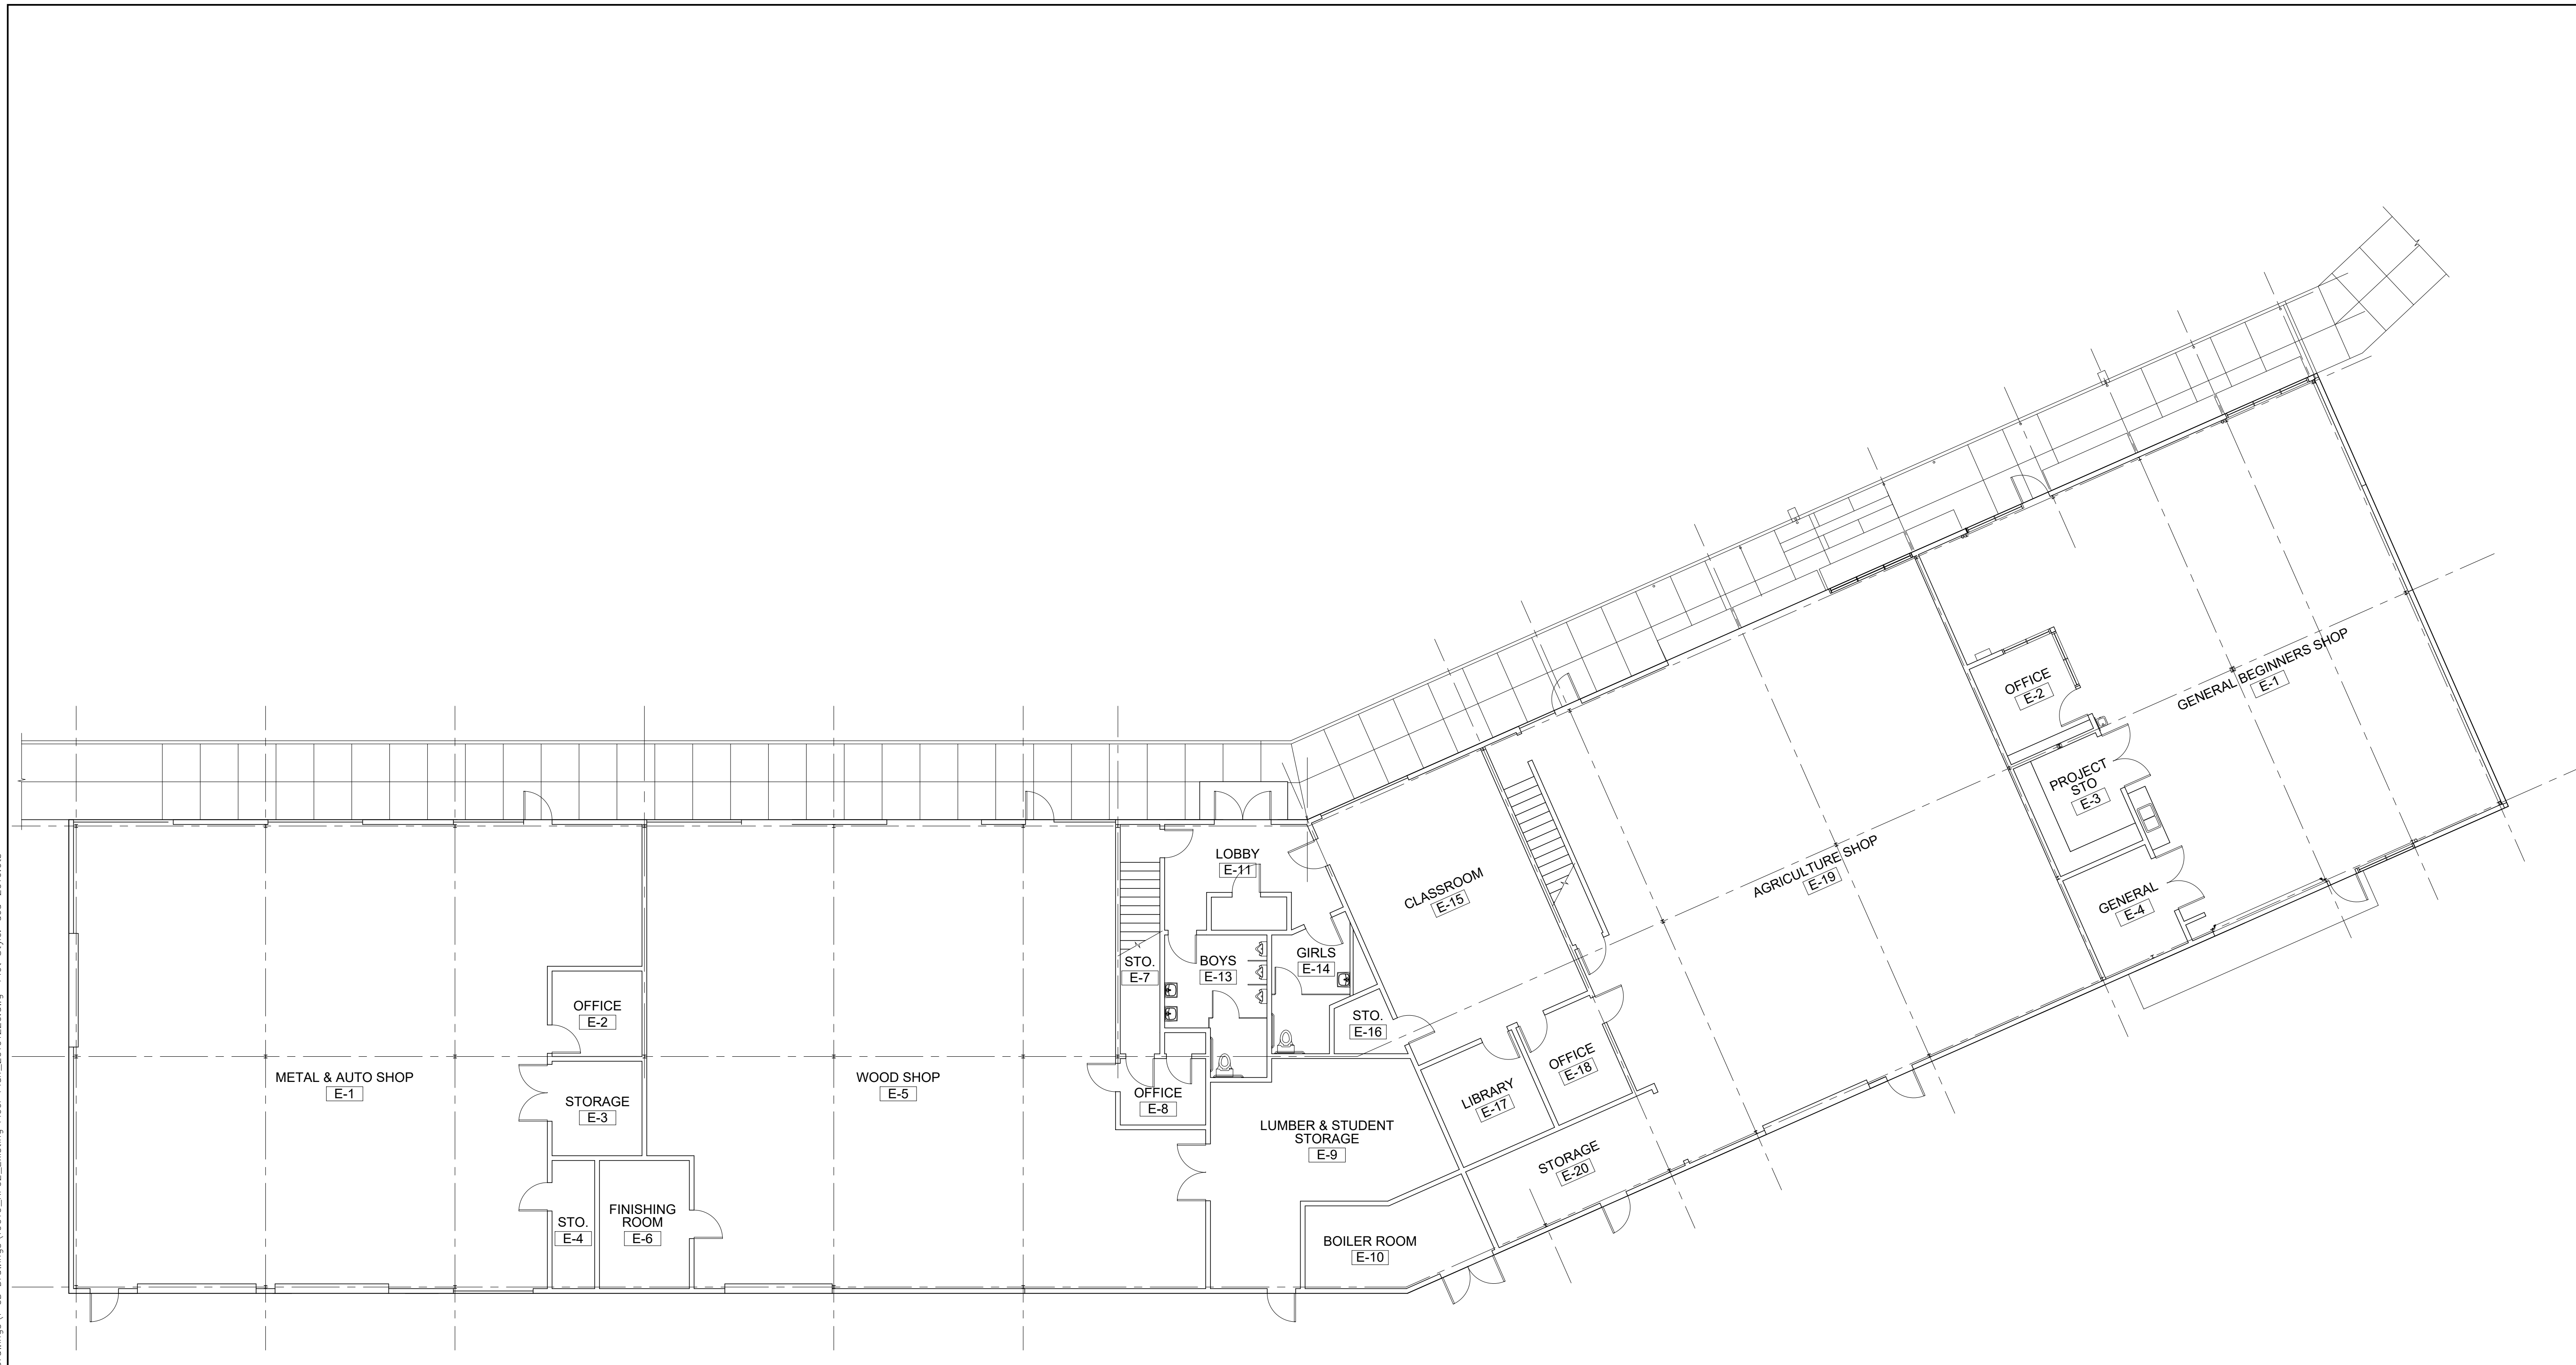 METAL & AUTO SHOP
E-1
OFFICE
E-2
STORAGE
E-3
STO.
E-4
FINISHING
ROOM
E-6
WOOD SHOP
E-5
STO.
E-7
OFFICE
E-8
LOBBY
E-11
BOYS
E-13
GIRLS
E-14
STO.
E-16
LUMBER & STUDENT
STORAGE
E-9
BOILER ROOM
E-10
CLASSROOM
E-15
LIBRARY
E-17
OFFICE
E-18
STORAGE
E-20
AGRICULTURE SHOP
E-19
OFFICE
E-2
PROJECT
STO
E-3
GENERAL
E-4
GENERAL BEGINNERS SHOP
E-1